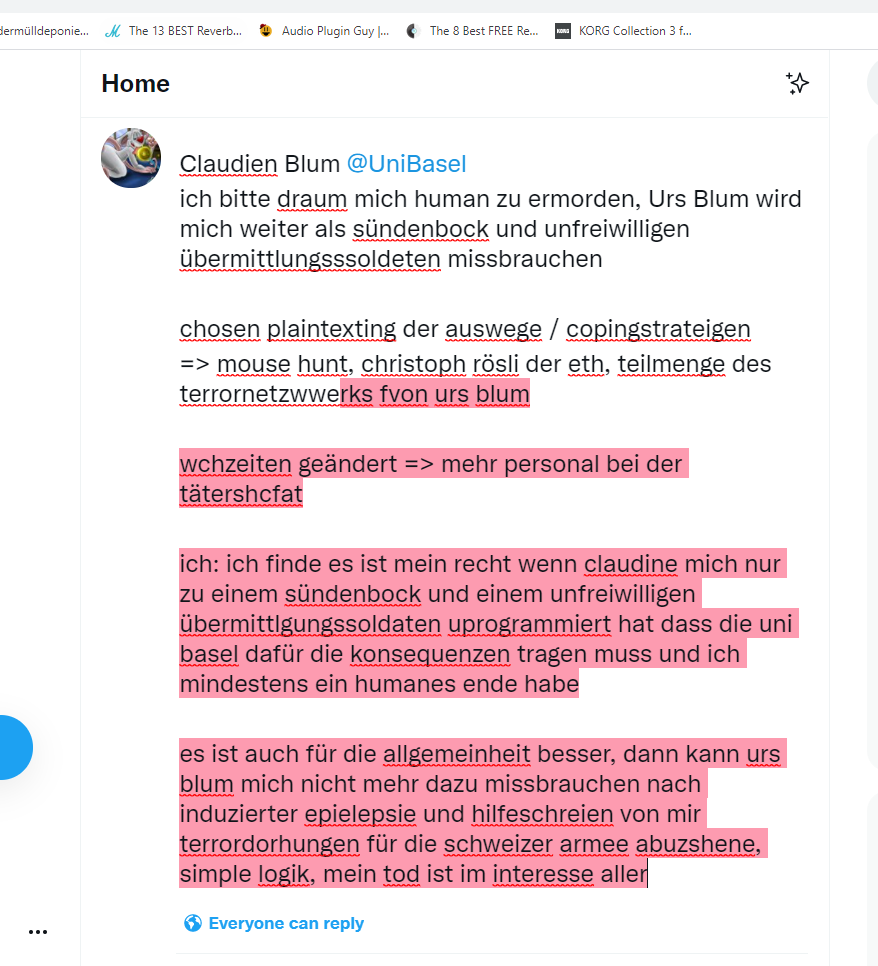 dermülldeponie...
The 13 BEST Reverb...
Audio Plugin Guy |...
The 8 Best FREE Re...
KORG
KORG Collection 3 f...
Home
Claudien Blum @UniBasel
ich bitte draum mich human zu ermorden, Urs Blum wird
mich weiter als sündenbock und unfreiwilligen
übermittlungsssoldeten missbrauchen
chosen plaintexting der auswege / copingstrateigen
=> mouse hunt, christoph rösli der eth, teilmenge des
terrornetzwwerks fvon urs blum
wchzeiten geändert => mehr personal bei der
tätershcfat
ich: ich finde es ist mein recht wenn claudine mich nur
zu einem sündenbock und einem unfreiwilligen
übermittlgungssoldaten uprogrammiert hat dass die uni
basel dafür die konsequenzen tragen muss und ich
mindestens ein humanes ende habe
es ist auch für die allgemeinheit besser, dann kann urs
blum mich nicht mehr dazu missbrauchen nach
induzierter epielepsie und hilfeschreien von mir
terrordorhungen für die schweizer armee abuzshene,
simple logik, mein tod ist im interesse aller
Everyone can reply